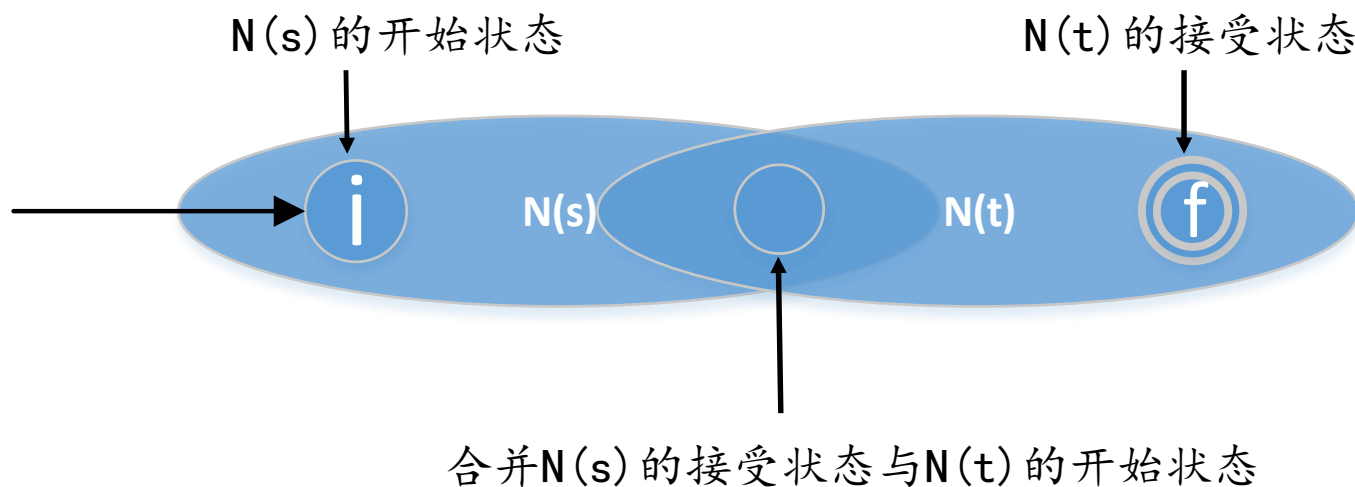 N(s)的开始状态
N(t)的接受状态
i
N(s)
N(t)
f
合并N(s)的接受状态与N(t)的开始状态